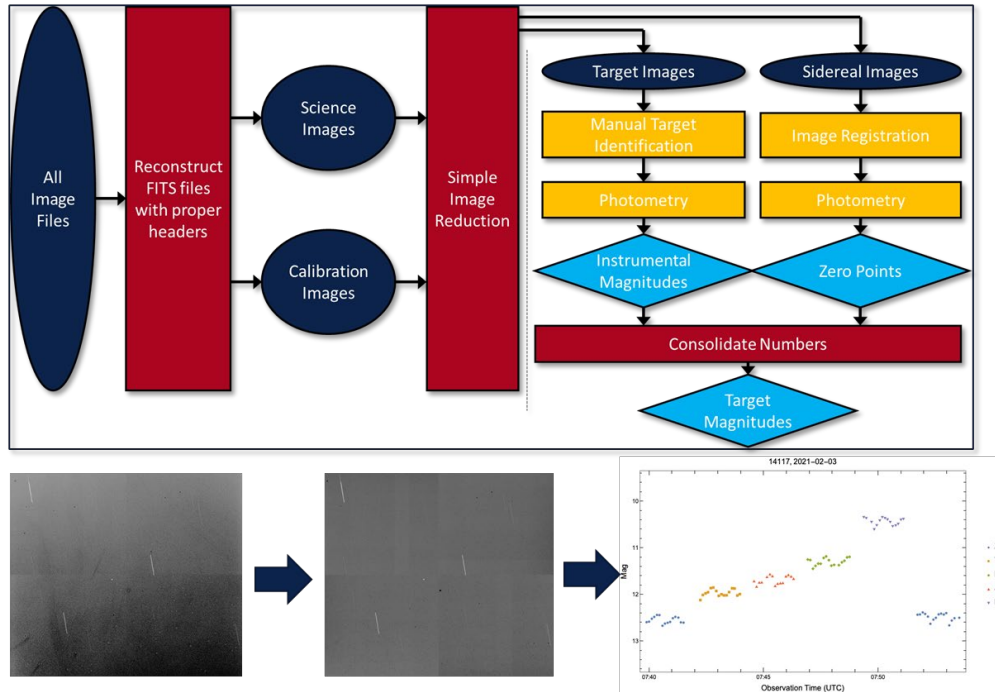 All
Image
Files
Reconstruct
FITS files
with proper
headers
Science
Images
Calibration
Images
Simple
Image
Reduction
Target Images
Sidereal Images
Manual Target
Identification
Image Registration
Photometry
Photometry
Instrumental
Magnitudes
Zero Points
Consolidate Numbers
Target
Magnitudes
14117, 2021-02-03
Mag
10
11
12
13
07:40
07:45
07:50
Observation Time (UTC)